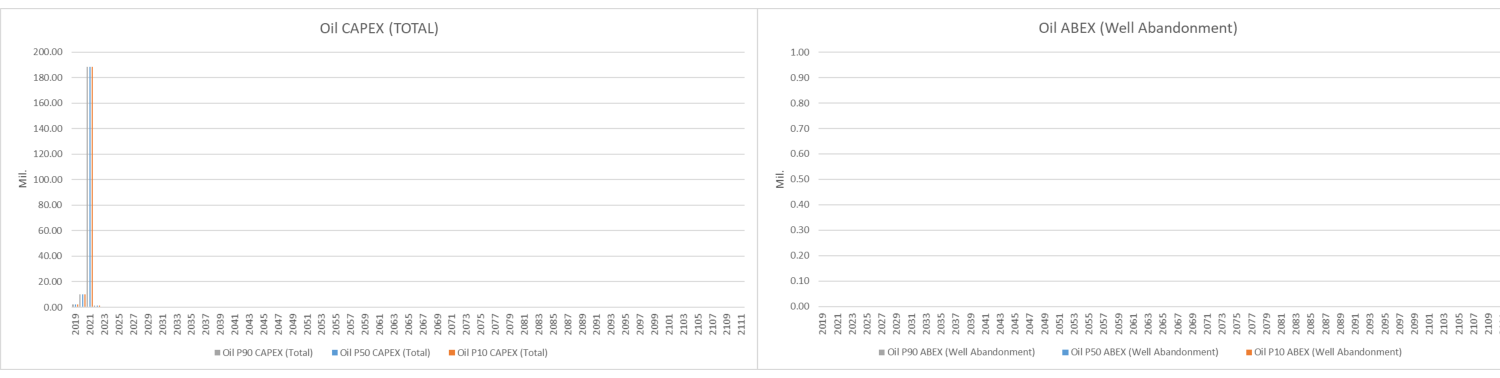 Oil CAPEX (TOTAL)
200.00
180.00
160.00
140.00
120.00
100.00
80.00
60.00
40.00
20.00
0.00
Mil.
2019 2021 2023 2025 2027 2029 2031 2033 2035 2037 2039 2041 2043 2045 2047 2049 2051 2053 2055 2057 2059 2061 2063 2065 2067 2069 2071 2073 2075 2077 2079 2081 2083 2085 2087 2089 2091 2093 2095 2097 2099 2101 2103 2105 2107 2109 2111
Oil P90 CAPEX (Total) Oil P50 CAPEX (Total) Oil P10 CAPEX (Total)
Oil ABEX (Well Abandonment)
1.00
0.90
0.80
0.70
0.60
0.50
0.40
0.30
0.20
0.10
0.00
Mil.
2019 2021 2023 2025 2027 2029 2031 2033 2035 2037 2039 2041 2043 2045 2047 2049 2051 2053 2055 2057 2059 2061 2063 2065 2067 2069 2071 2073 2075 2077 2079 2081 2083 2085 2087 2089 2091 2093 2095 2097 2099 2101 2103 2105 2107 2109
Oil P90 ABEX (Well Abandonment) Oil P50 ABEX (Well Abandonment) Oil P10 ABEX (Well Abandonment)